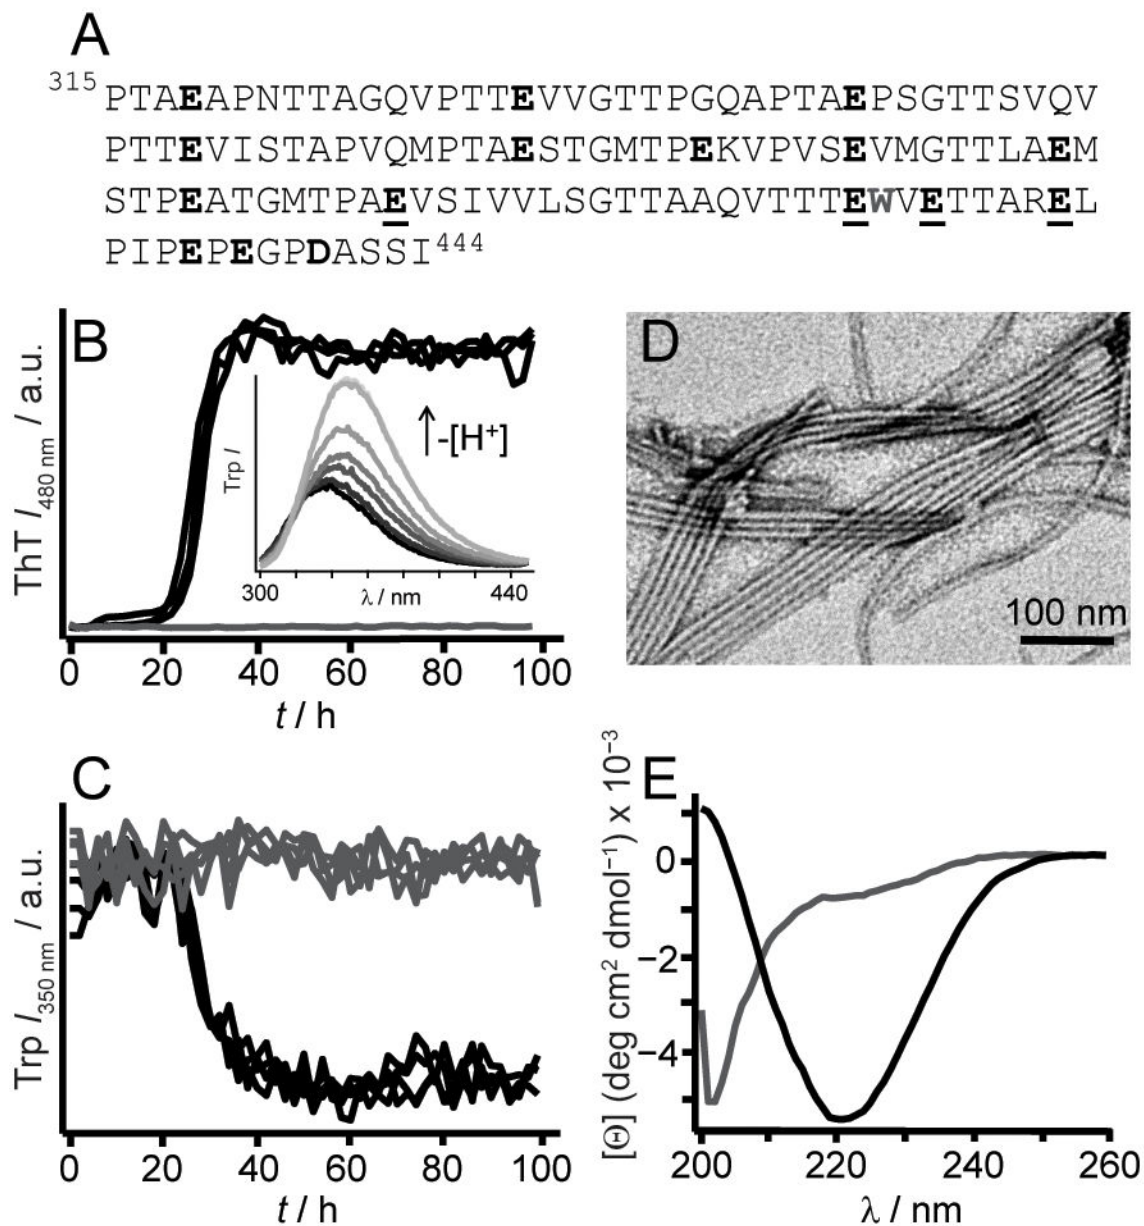 A
315 PTAEAPNTTAGQVPTTEVVGTTPGQAPTAEPSGTTSVQV
PTTEVISTAPVQMPTAESTGMTPEKVPVSEVMGTTLAEM
STPEATGMTPAEVSIVVLSGTTAAQVTTTEWVETTAREL
PIPEPEGPDASSI444
B
ThT I480 nm / a.u.
Trp I
-[H+]
300
λ / nm
440
0 20 40 60 80 100
t / h
D
100 nm
C
Trp I350 nm / a.u.
0 20 40 60 80 100
t / h
E
[Θ] (deg cm2 dmol−1) x 10−3
0
−2
−4
200 220 240 260
λ / nm